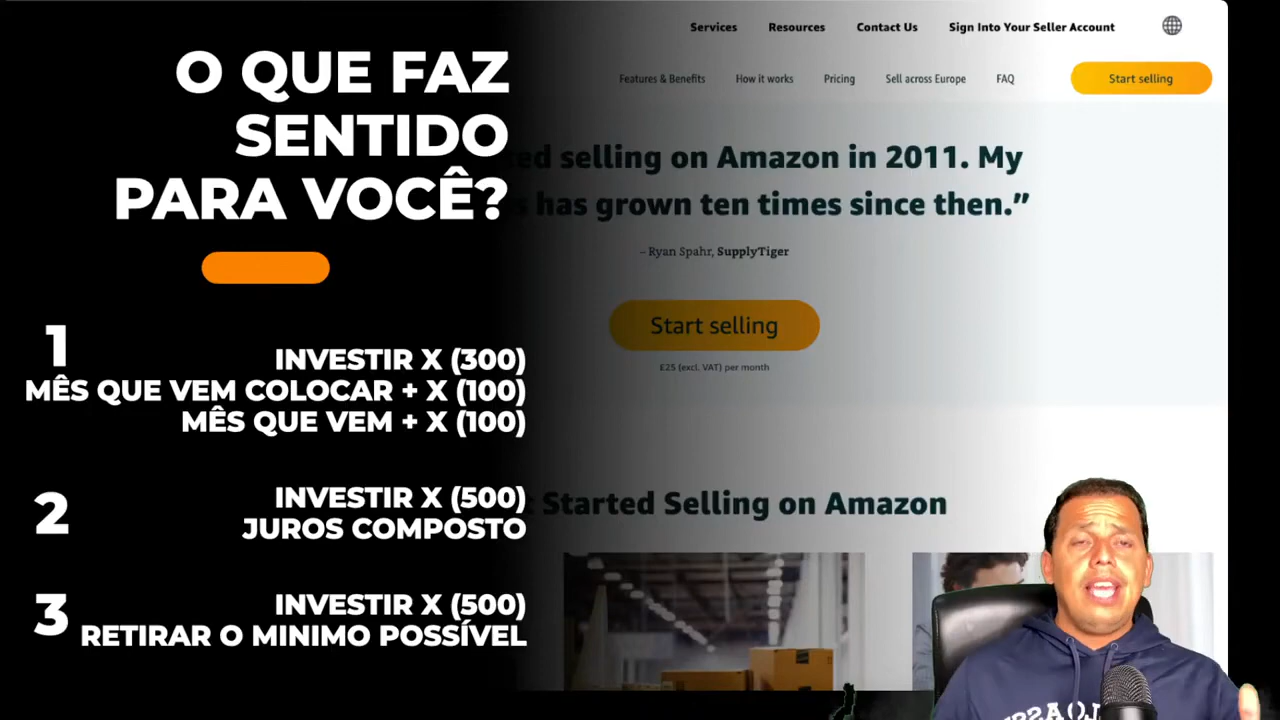 O QUE FAZ
SENTIDO
PARA VOCÊ?
1
INVESTIR X (300)
MÊS QUE VEM COLOCAR + X (100)
MÊS QUE VEM + X (100)
2
INVESTIR X (500)
JUROS COMPOSTO
3
INVESTIR X (500)
RETIRAR O MINIMO POSSÍVEL
Services Resources Contact Us Sign Into Your Seller Account
Features & Benefits How it works Pricing Sell across Europe FAQ Start selling
selling on Amazon in 2011. My
has grown ten times since then.”
– Ryan Spahr, SupplyTiger
Start selling
£25 (excl. VAT) per month
Started Selling on Amazon